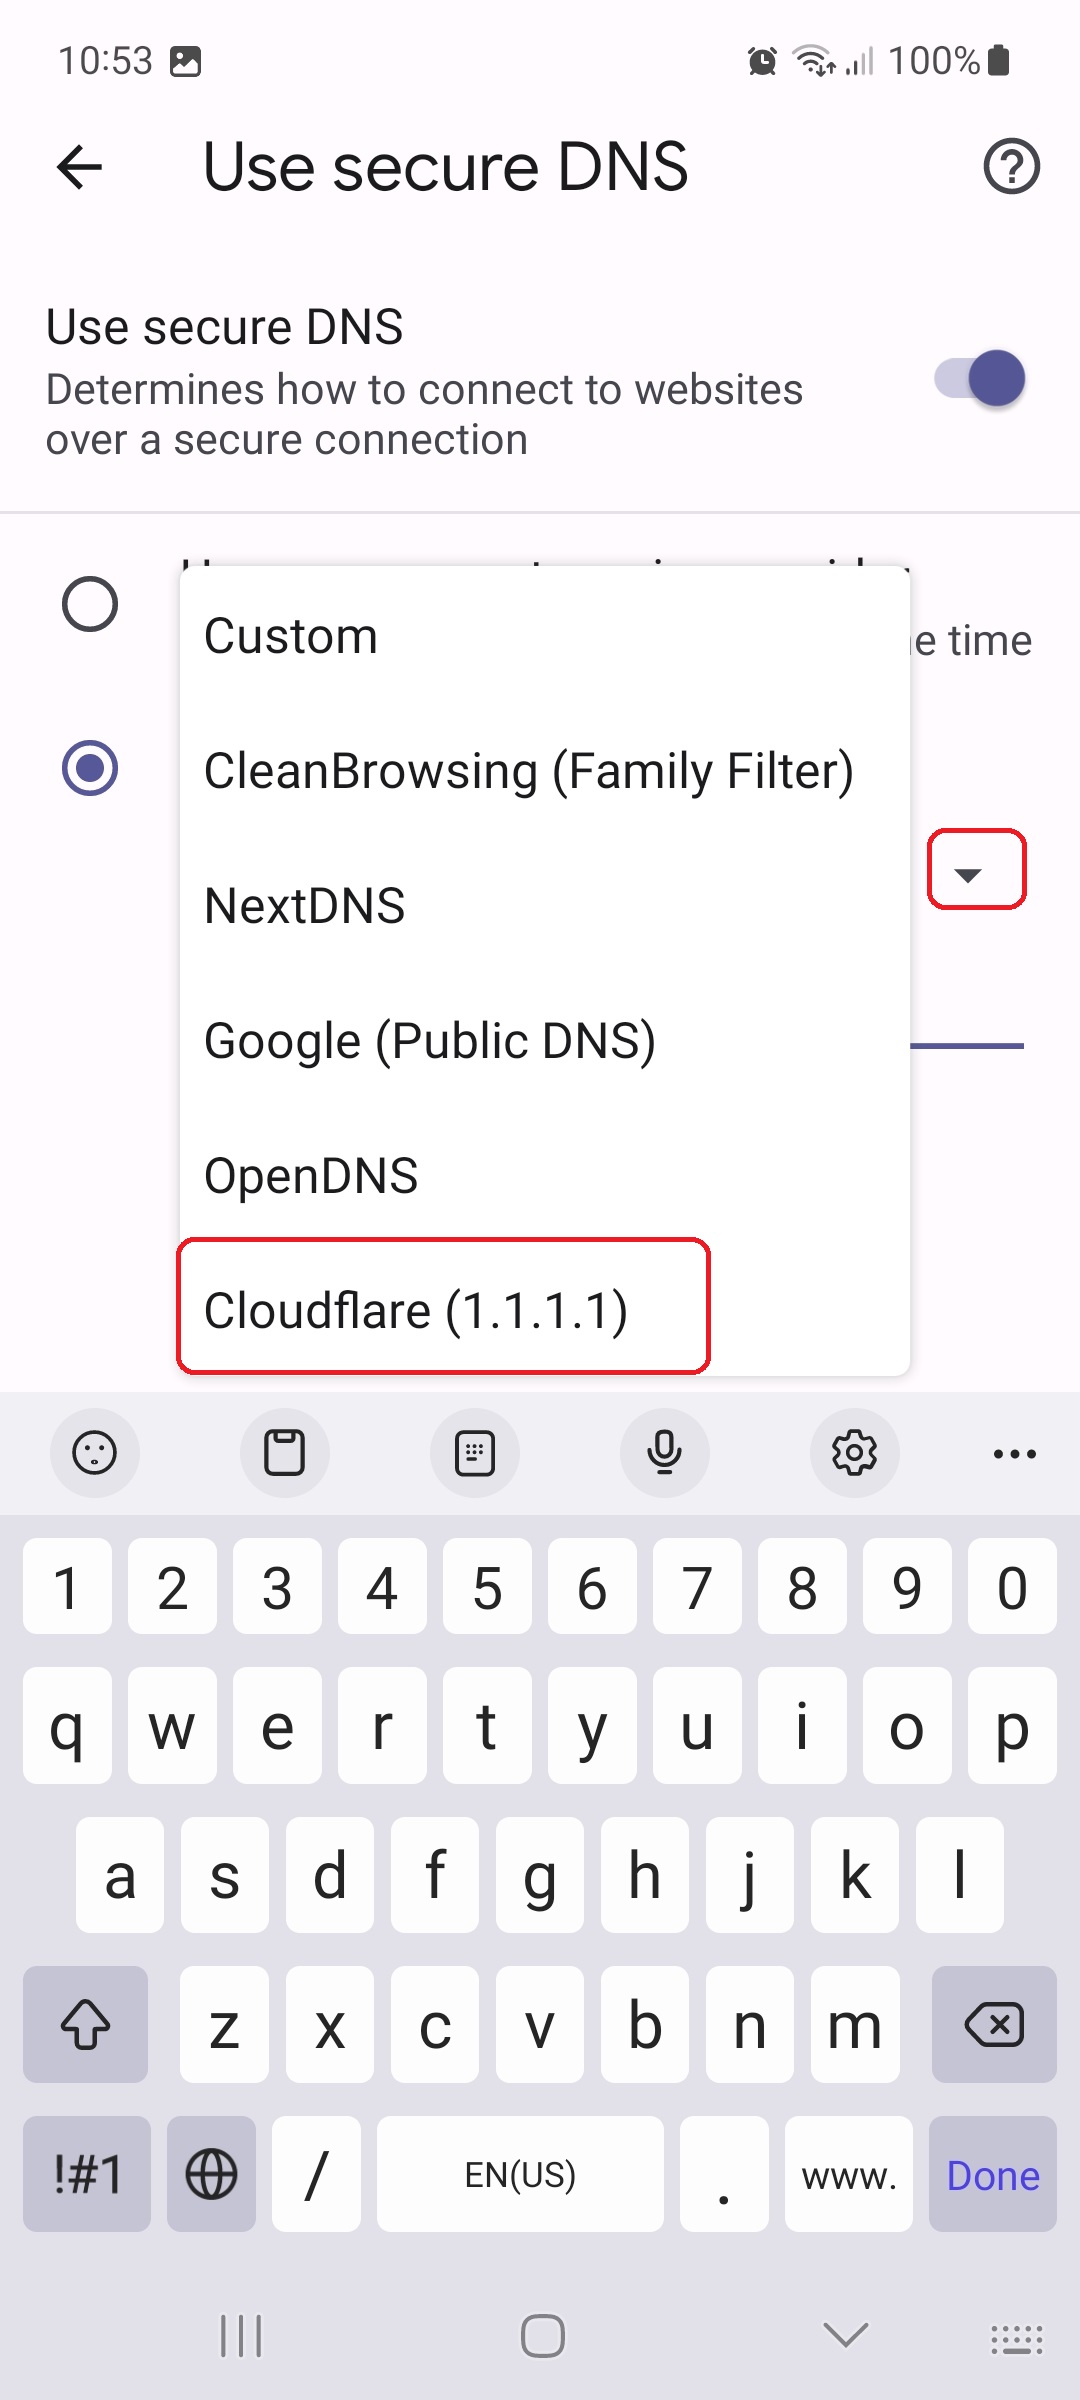 10:53 100%
Use secure DNS
Use secure DNS
Determines how to connect to websites
over a secure connection
e time
Custom
CleanBrowsing (Family Filter)
NextDNS
Google (Public DNS)
OpenDNS
Cloudflare (1.1.1.1)
1 2 3 4 5 6 7 8 9 0
q w e r t y u i o p
a s d f g h j k l
z x c v b n m
!#1 / EN(US) . www. Done